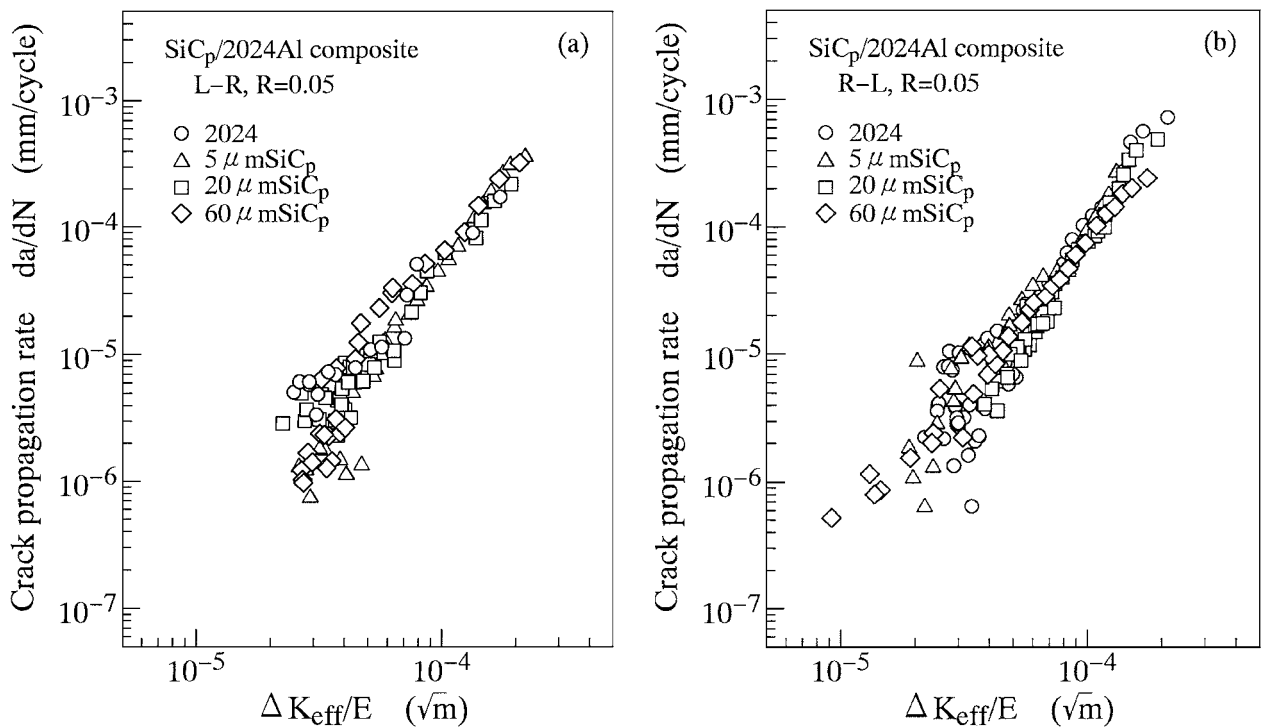 Crack propagation rate da/dN (mm/cycle)
10⁻³
10⁻⁴
10⁻⁵
10⁻⁶
10⁻⁷
SiCp/2024Al composite
(a)
L-R, R=0.05
2024
5 μ mSiCp
20 μ mSiCp
60 μ mSiCp
10⁻⁵
10⁻⁴
Δ Keff/E (√m)
Crack propagation rate da/dN (mm/cycle)
10⁻³
10⁻⁴
10⁻⁵
10⁻⁶
10⁻⁷
SiCp/2024Al composite
(b)
R-L, R=0.05
2024
5 μ mSiCp
20 μ mSiCp
60 μ mSiCp
10⁻⁵
10⁻⁴
Δ Keff/E (√m)